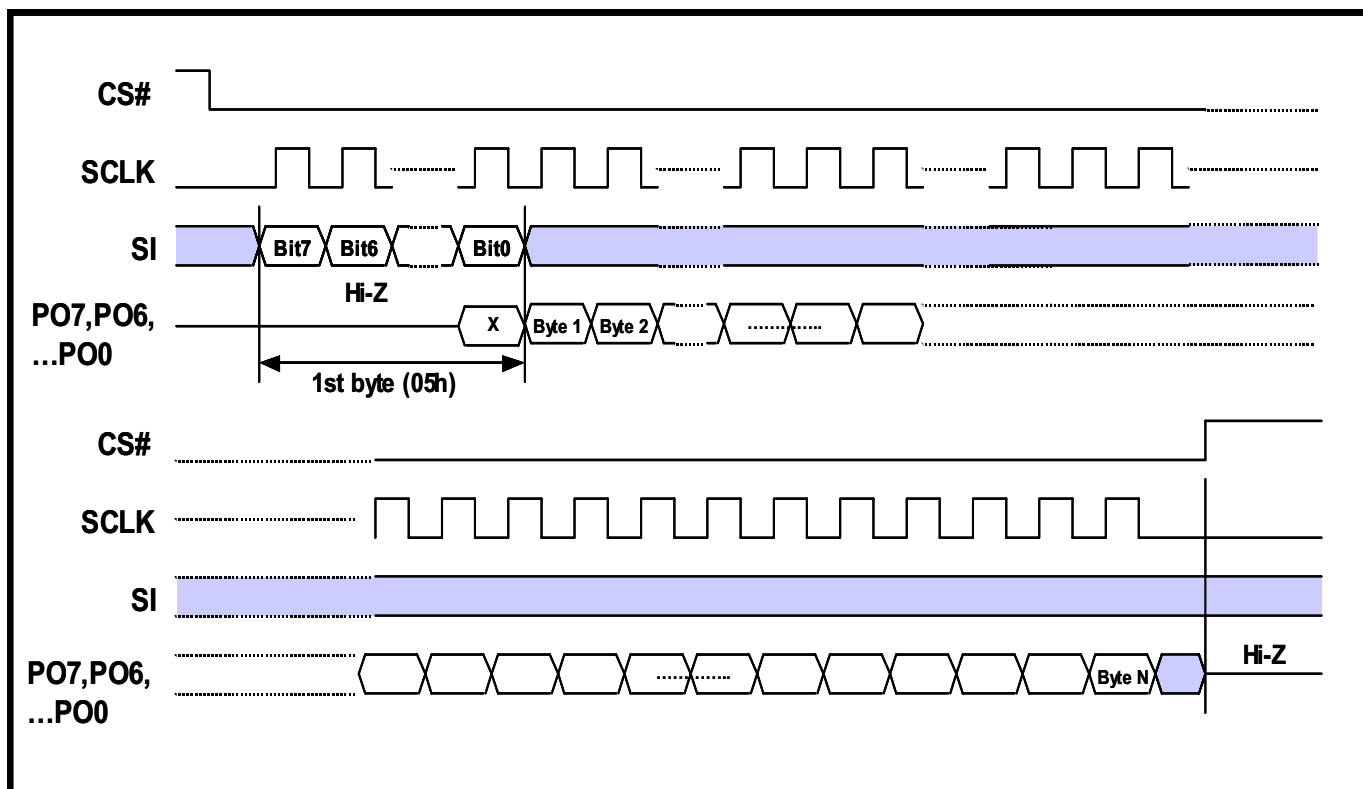 CS#
SCLK
SI
Bit7
Bit6
Bit0
Hi-Z
PO7,PO6,
...PO0
X
Byte 1
Byte 2
..............
1st byte (05h)
CS#
SCLK
SI
PO7,PO6,
...PO0
..............
Byte N
Hi-Z